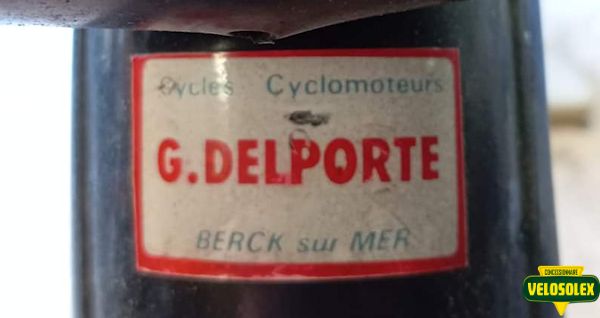 Cycles Cyclomoteurs
G. DELPORTE
BERCK sur MER
CONCESSIONNAIRE
VELOSOLEX